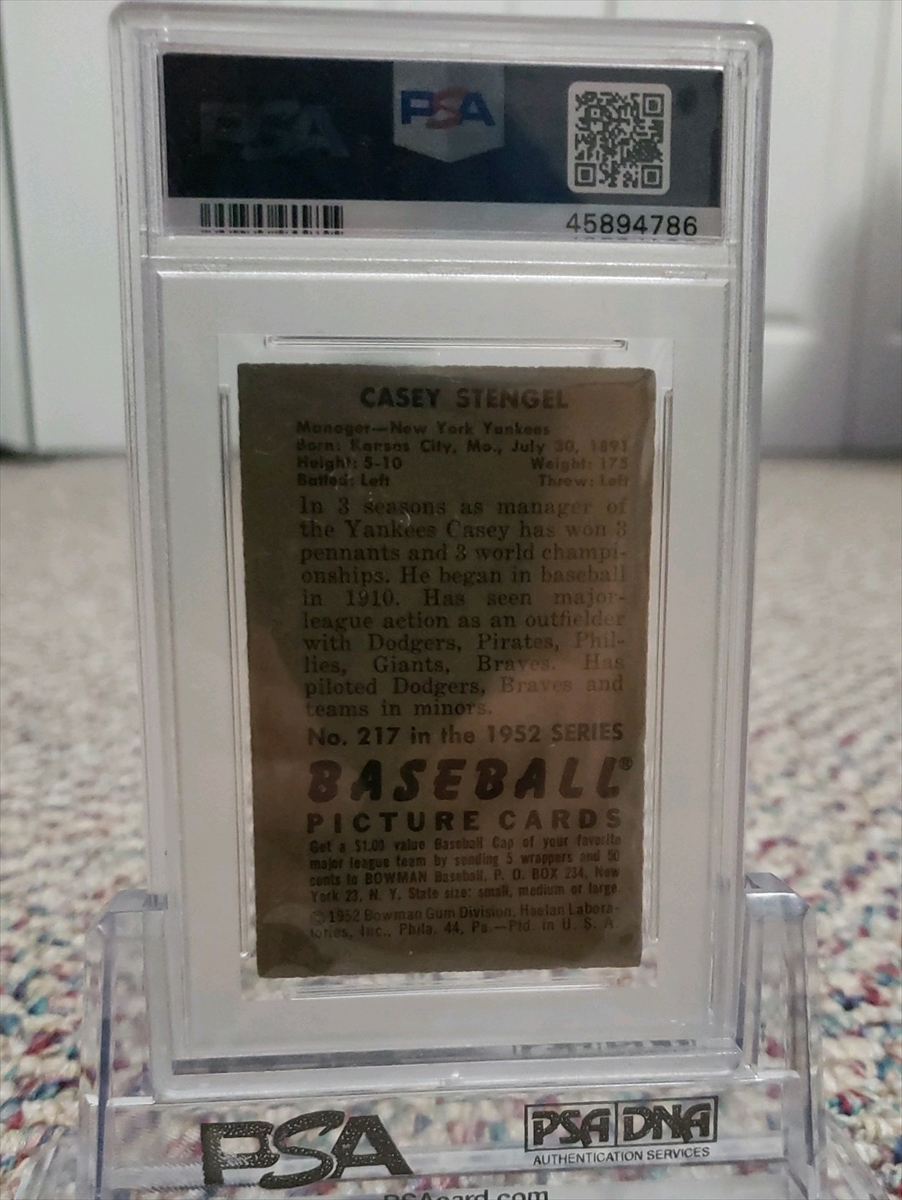 PSA
PSA
45894786
CASEY STENGEL
Manager—New York Yankees
Born: Kansas City, Mo., July 30, 1891
Height: 5-10 Weight: 175
Batted: Left Threw: Left
In 3 seasons as manager of
the Yankees Casey has won 3
pennants and 3 world champi-
onships. He began in baseball
in 1910. Has seen major-
league action as an outfielder
with Dodgers, Pirates, Phil-
lies, Giants, Braves. Has
piloted Dodgers, Braves and
teams in minors.
No. 217 in the 1952 SERIES
BASEBALL®
PICTURE CARDS
Get a $1.00 value Baseball Cap of your favorite
major league team by sending 5 wrappers and 50
cents to BOWMAN Baseball, P. O. BOX 234, New
York 23, N. Y. State size: small, medium or large.
©1952 Bowman Gum Division, Haelan Labora-
tories, Inc., Phila. 44, Pa.—Ptd. in U. S. A.
PSA PSA DNA
AUTHENTICATION SERVICES
PSAcard.com